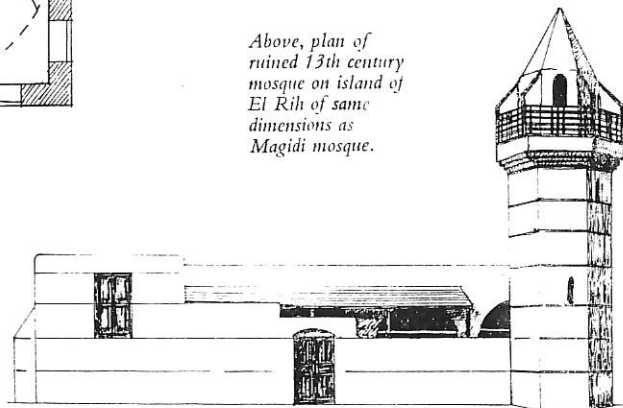 Above, plan of
ruined 13th century
mosque on island of
El Rih of same
dimensions as
Magidi mosque.